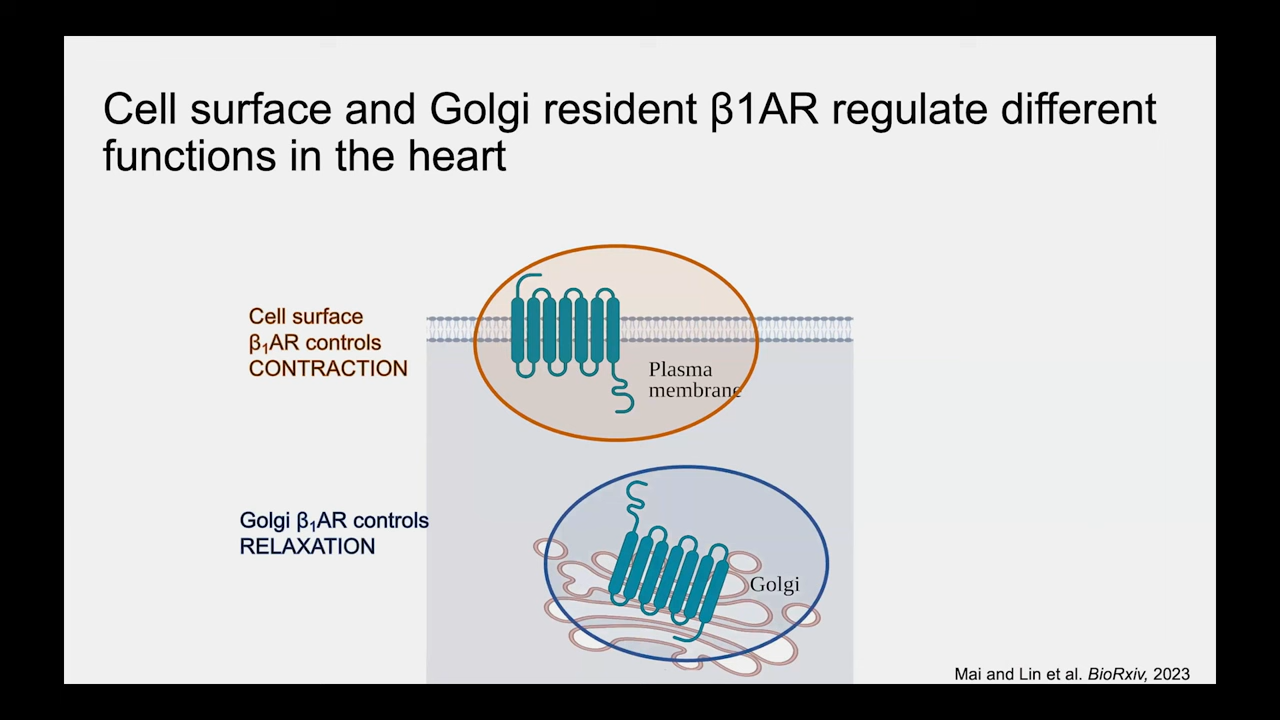 Cell surface and Golgi resident β1AR regulate different
functions in the heart
Cell surface
β₁AR controls
CONTRACTION
Plasma
membrane
Golgi β₁AR controls
RELAXATION
Golgi
Mai and Lin et al. BioRxiv, 2023